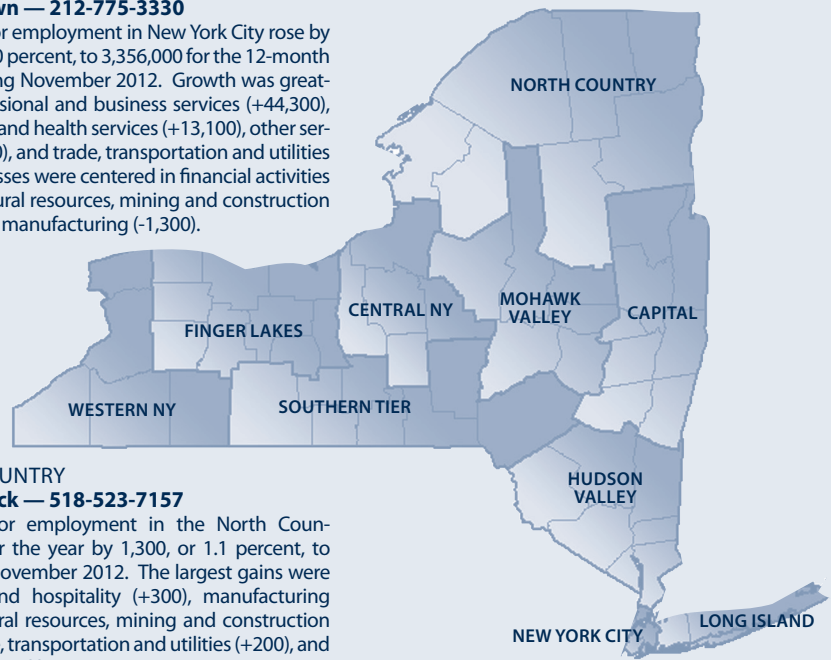 wn — 212-775-3330
or employment in New York City rose by
0 percent, to 3,356,000 for the 12-month
ng November 2012. Growth was great-
sional and business services (+44,300),
and health services (+13,100), other ser-
0), and trade, transportation and utilities
sses were centered in financial activities
ural resources, mining and construction
manufacturing (-1,300).
NORTH COUNTRY
CENTRAL NY
MOHAWK
VALLEY
CAPITAL
FINGER LAKES
WESTERN NY
SOUTHERN TIER
HUDSON
VALLEY
NEW YORK CITY
LONG ISLAND
UNTRY
ck — 518-523-7157
or employment in the North Coun-
r the year by 1,300, or 1.1 percent, to
ovember 2012. The largest gains were
nd hospitality (+300), manufacturing
ral resources, mining and construction
, transportation and utilities (+200), and